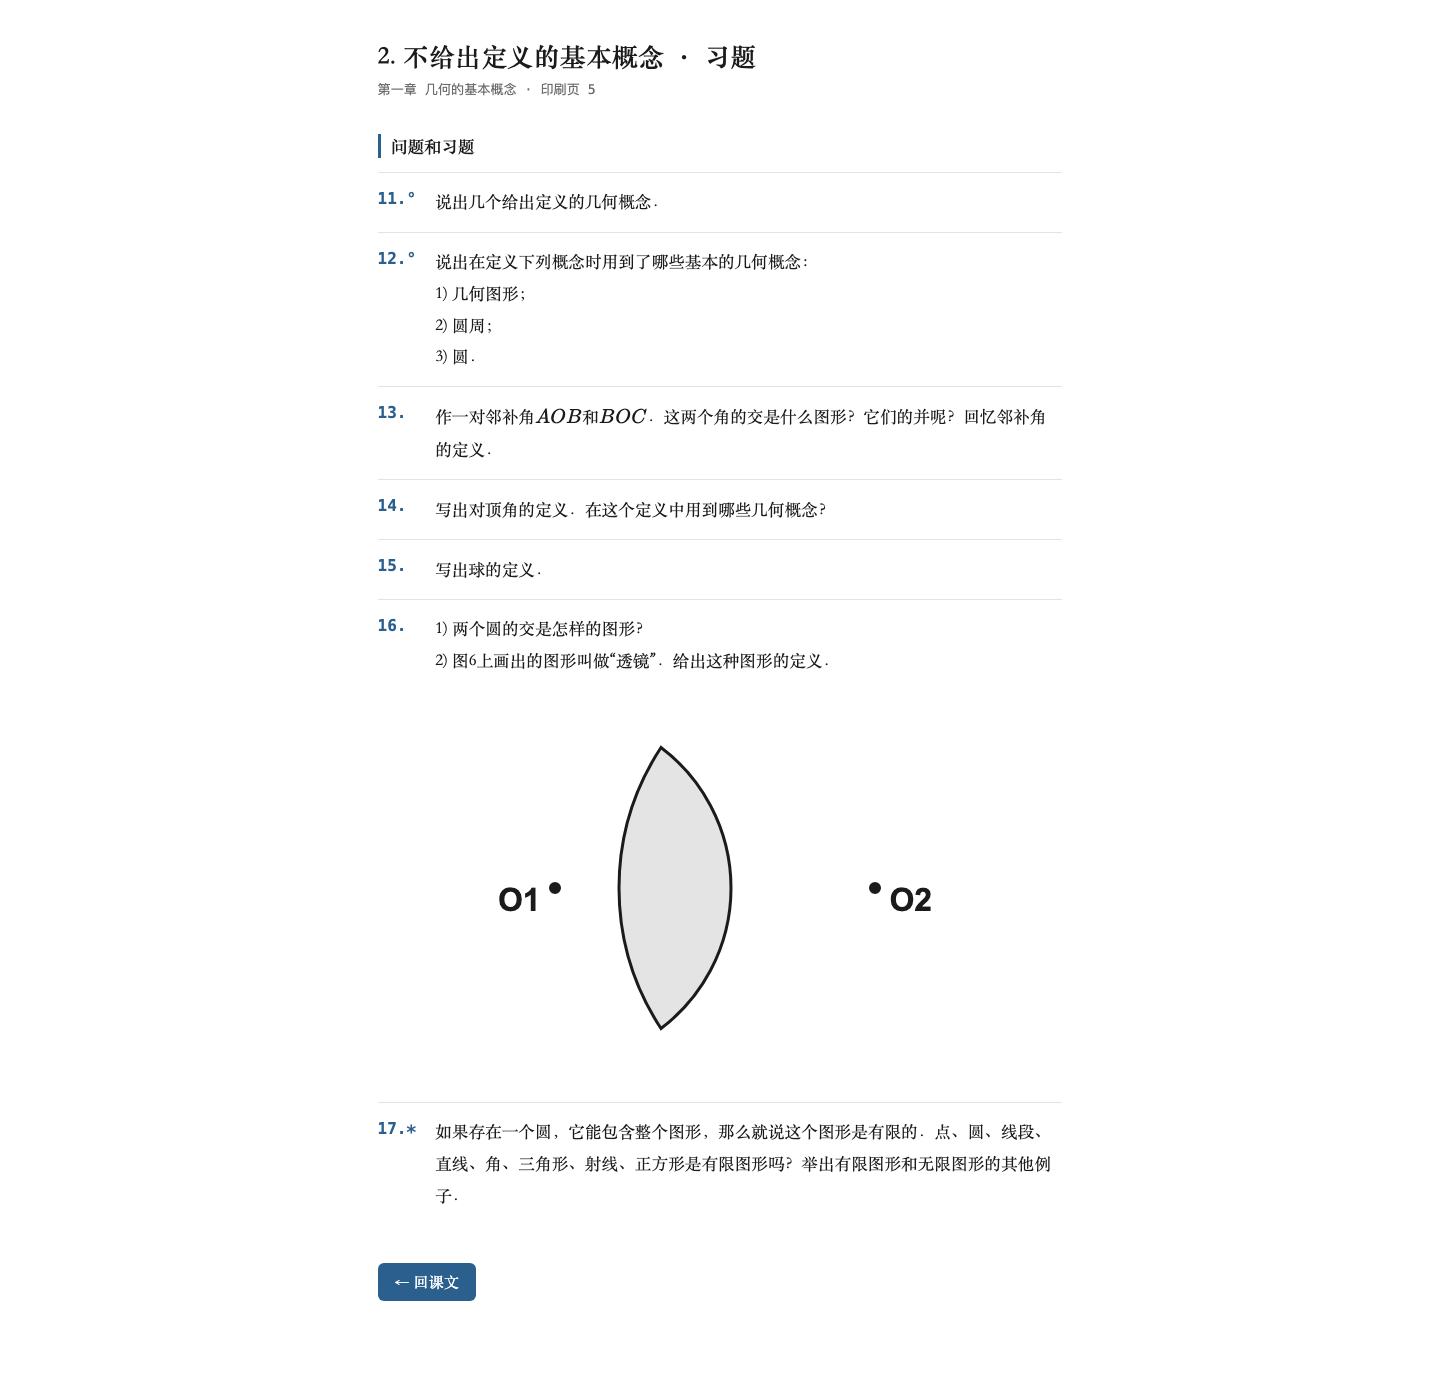 2. 不给出定义的基本概念 · 习题
第一章 几何的基本概念 · 印刷页 5
问题和习题
11.° 说出几个给出定义的几何概念.
12.° 说出在定义下列概念时用到了哪些基本的几何概念：
1) 几何图形；
2) 圆周；
3) 圆.
13. 作一对邻补角AOB和BOC. 这两个角的交是什么图形？它们的并呢？回忆邻补角
的定义.
14. 写出对顶角的定义. 在这个定义中用到哪些几何概念？
15. 写出球的定义.
16. 1) 两个圆的交是怎样的图形？
2) 图6上画出的图形叫做“透镜”. 给出这种图形的定义.
O1 O2
17.* 如果存在一个圆，它能包含整个图形，那么就说这个图形是有限的. 点、圆、线段、
直线、角、三角形、射线、正方形是有限图形吗？举出有限图形和无限图形的其他例
子.
← 回课文